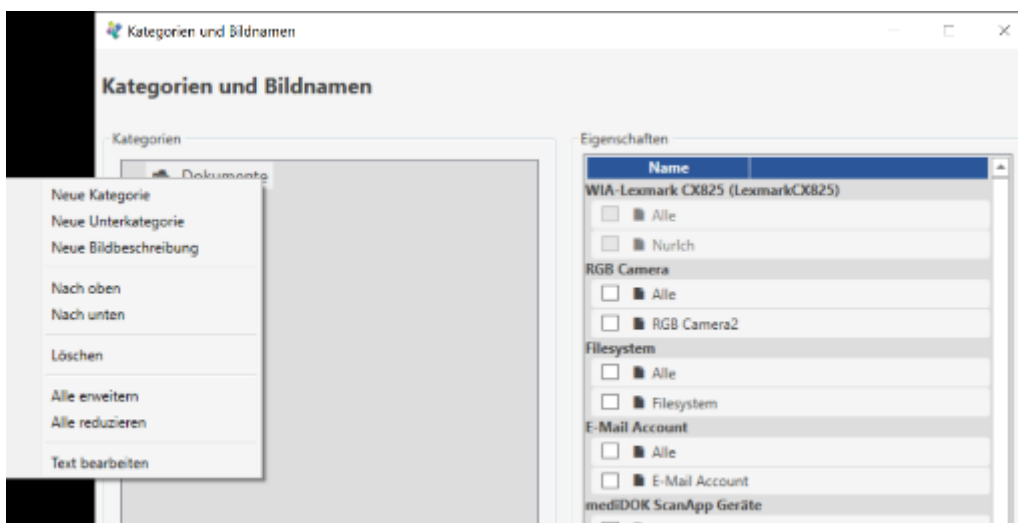 Kategorien und Bildnamen
Kategorien und Bildnamen
Kategorien
Dokumente
Neue Kategorie
Neue Unterkategorie
Neue Bildbeschreibung
Nach oben
Nach unten
Löschen
Alle erweitern
Alle reduzieren
Text bearbeiten
Eigenschaften
Name
WIA-Lexmark CX825 (LexmarkCX825)
Alle
NurIch
RGB Camera
Alle
RGB Camera2
Filesystem
Alle
Filesystem
E-Mail Account
Alle
E-Mail Account
mediDOK ScanApp Geräte